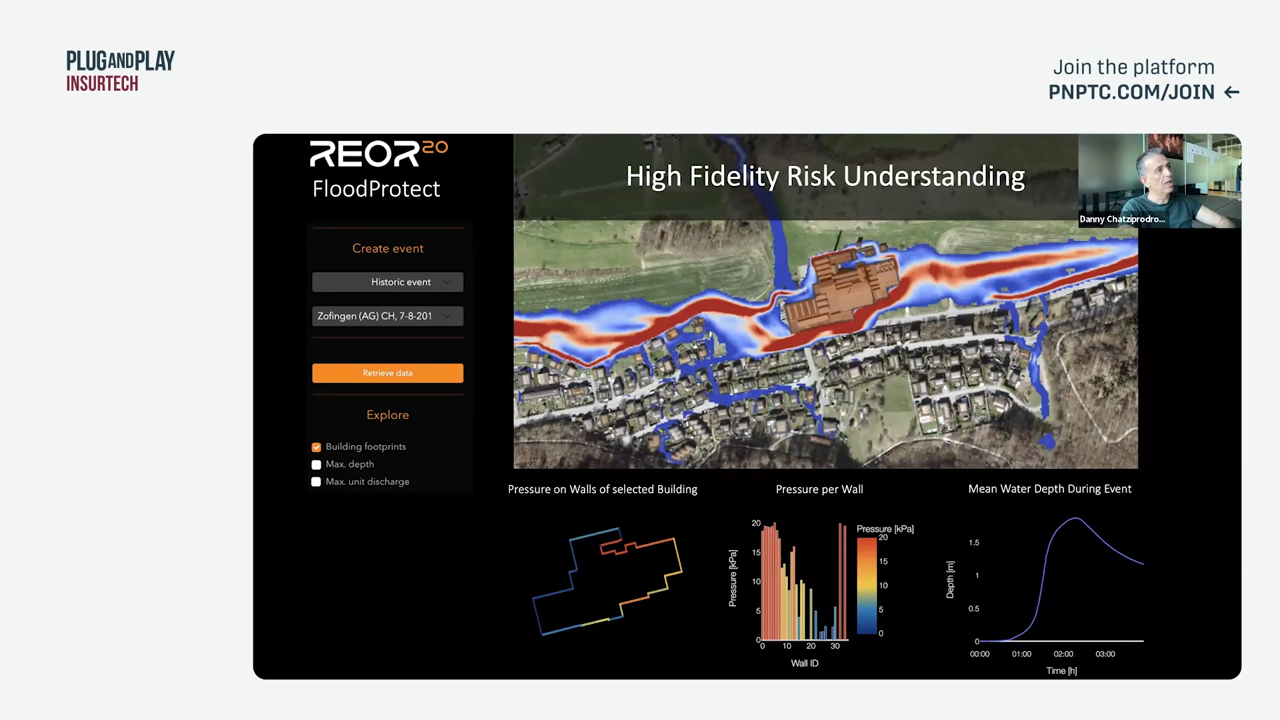 PLUGANDPLAY
INSURTECH
Join the platform
PNPTC.COM/JOIN ←
REOR20
FloodProtect
High Fidelity Risk Understanding
Danny Chatziprodro...
Create event
Historic event
Zofingen (AG) CH, 7-8-201
Retrieve data
Explore
Building footprints
Max. depth
Max. unit discharge
Pressure on Walls of selected Building
Pressure per Wall
Pressure [kPa]
20
15
10
5
0
0 10 20 30
Wall ID
Pressure [kPa]
20
15
10
5
0
Mean Water Depth During Event
Depth [m]
1.5
1
0.5
0
00:00 01:00 02:00 03:00
Time [h]